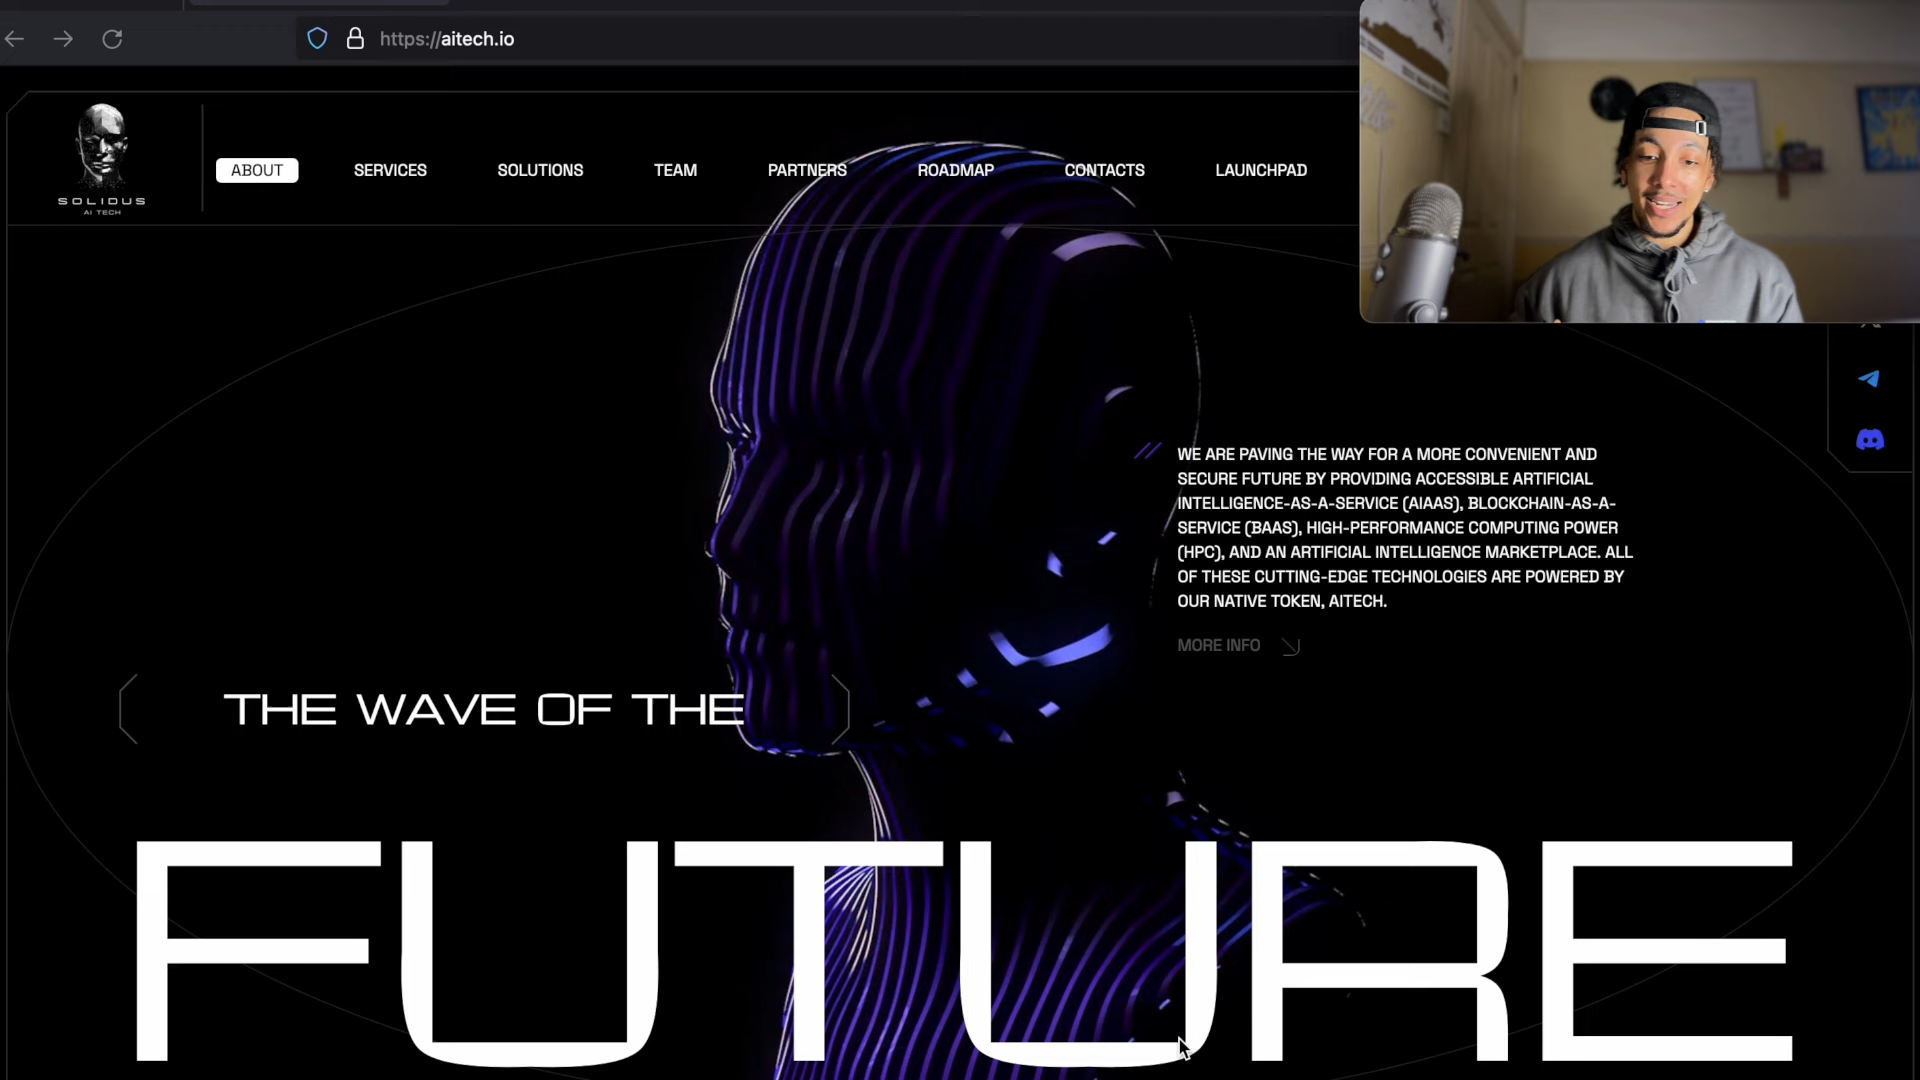 https://aitech.io
SOLIDUS
AI TECH
ABOUT SERVICES SOLUTIONS TEAM PARTNERS ROADMAP CONTACTS LAUNCHPAD
WE ARE PAVING THE WAY FOR A MORE CONVENIENT AND
SECURE FUTURE BY PROVIDING ACCESSIBLE ARTIFICIAL
INTELLIGENCE-AS-A-SERVICE (AIAAS), BLOCKCHAIN-AS-A-
SERVICE (BAAS), HIGH-PERFORMANCE COMPUTING POWER
(HPC), AND AN ARTIFICIAL INTELLIGENCE MARKETPLACE. ALL
OF THESE CUTTING-EDGE TECHNOLOGIES ARE POWERED BY
OUR NATIVE TOKEN, AITECH.
MORE INFO
THE WAVE OF THE
FUTURE